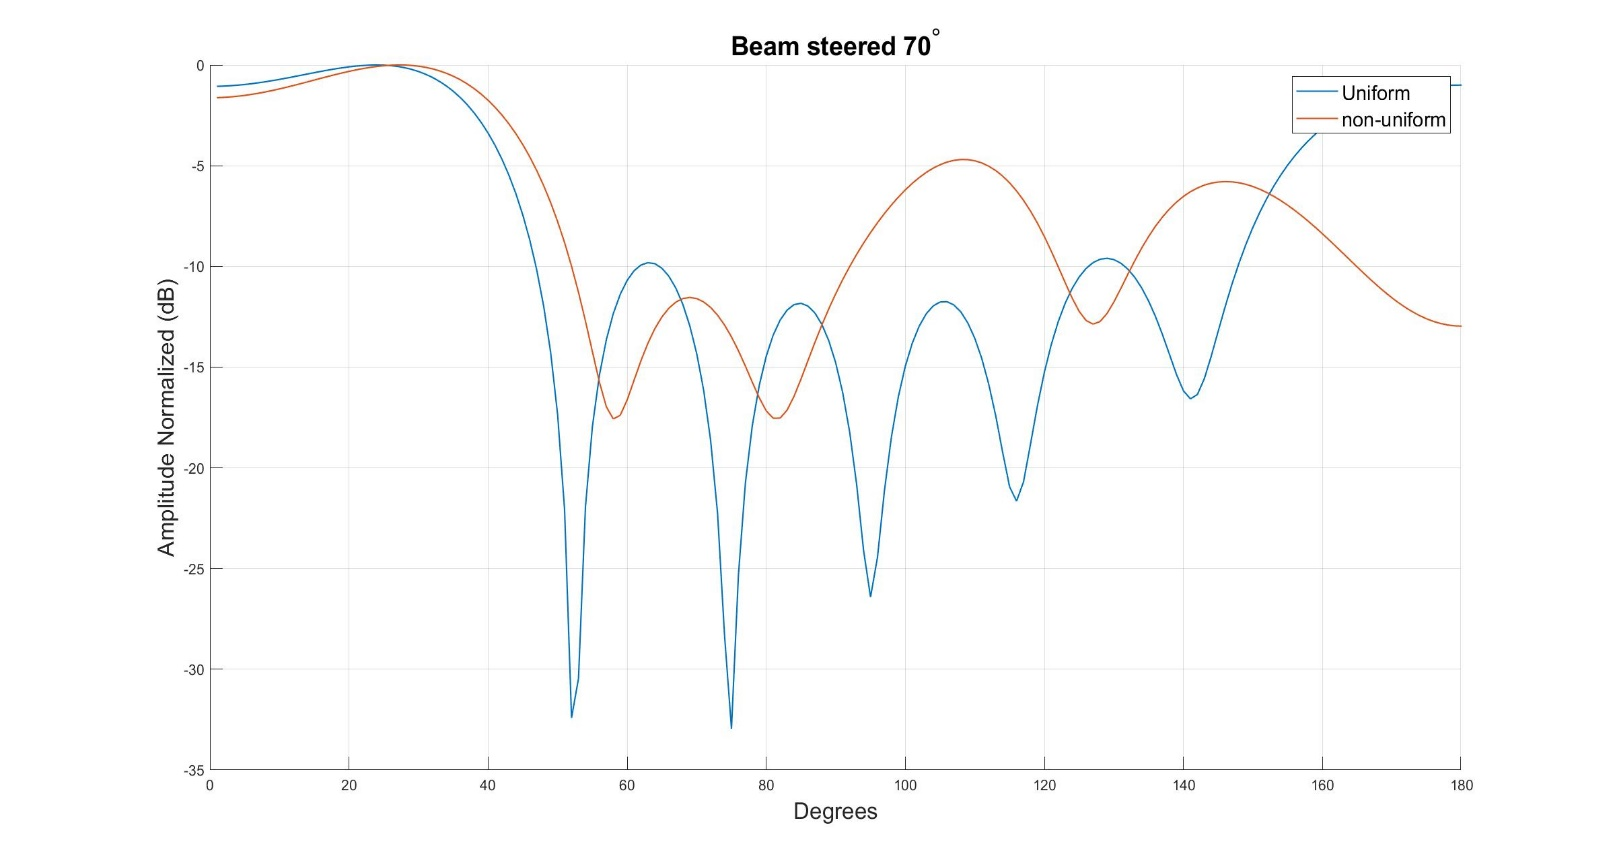 Beam steered 70°
0
-5
-10
-15
-20
-25
-30
-35
Amplitude Normalized (dB)
Uniform
non-uniform
0 20 40 60 80 100 120 140 160 180
Degrees